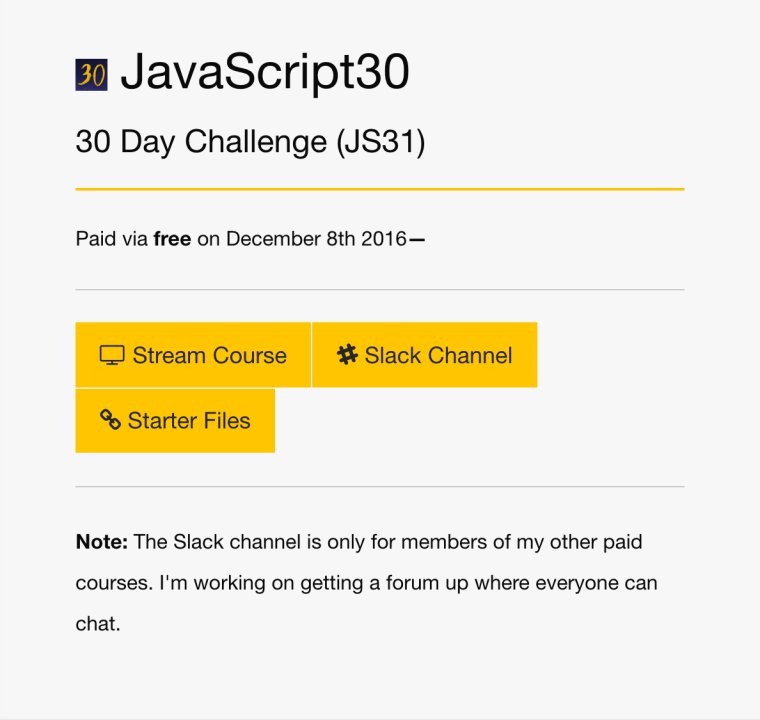 30 JavaScript30
30 Day Challenge (JS31)
Paid via free on December 8th 2016—
Stream Course
Slack Channel
Starter Files
Note: The Slack channel is only for members of my other paid
courses. I'm working on getting a forum up where everyone can
chat.